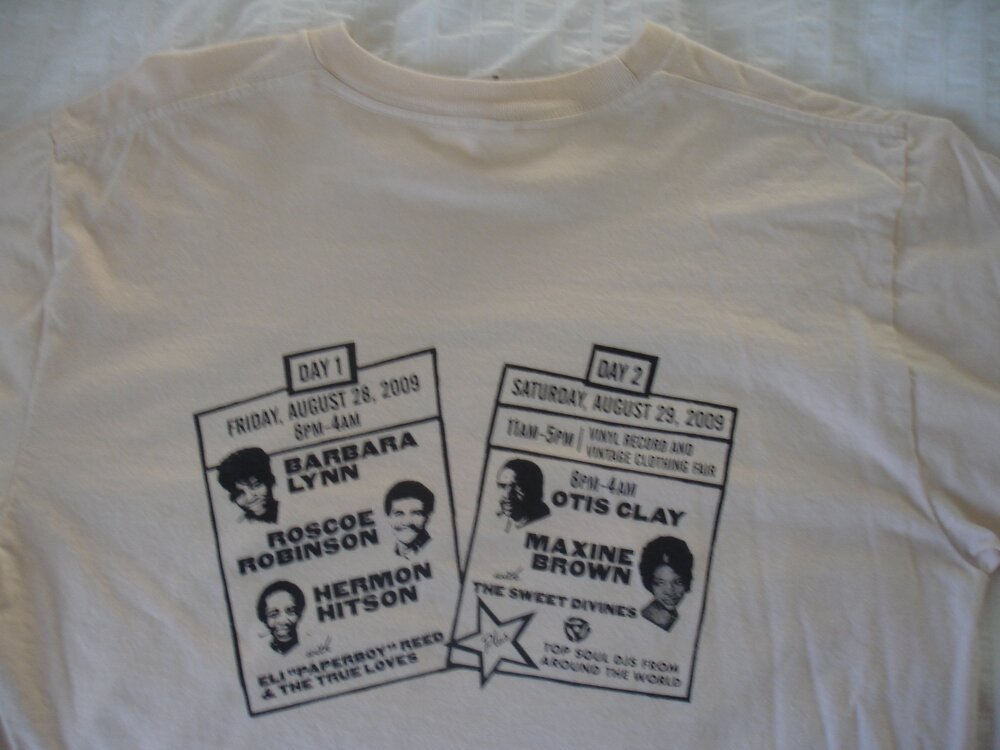 DAY 1
FRIDAY, AUGUST 28, 2009
8PM-4AM
BARBARA
LYNN
ROSCOE
ROBINSON
HERMON
HITSON
with
ELI "PAPERBOY" REED
& THE TRUE LOVES
DAY 2
SATURDAY, AUGUST 29, 2009
11AM-5PM | VINYL RECORD AND
VINTAGE CLOTHING FAIR
8PM-4AM
OTIS CLAY
MAXINE
BROWN
with
THE SWEET DIVINES
Plus
TOP SOUL DJS FROM
AROUND THE WORLD